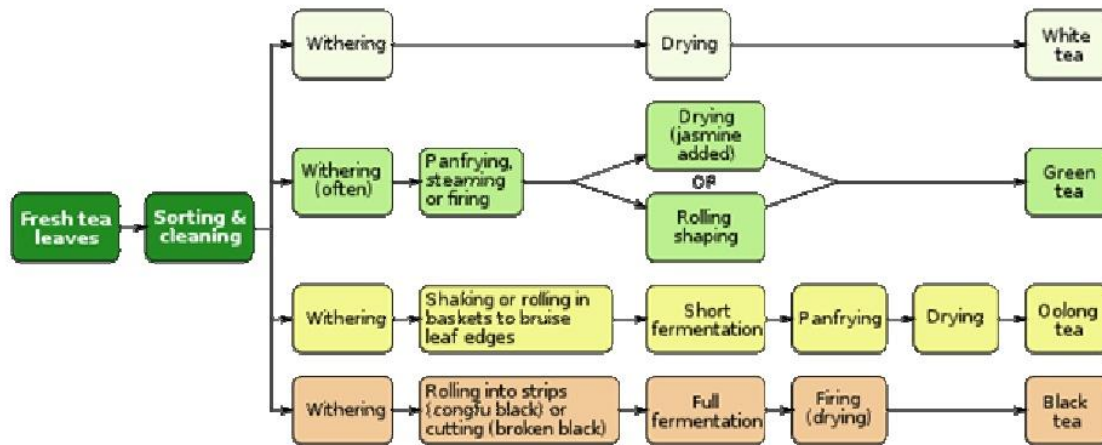 Fresh tea
leaves
Sorting &
cleaning
Withering
Drying
White
tea
Withering
(often)
Panfrying,
steaming
or firing
Drying
(jasmine
added)
OR
Rolling
shaping
Green
tea
Withering
Shaking or rolling in
baskets to bruise
leaf edges
Short
fermentation
Panfrying
Drying
Oolong
tea
Withering
Rolling into strips
(congfu black) or
cutting (broken black)
Full
fermentation
Firing
(drying)
Black
tea